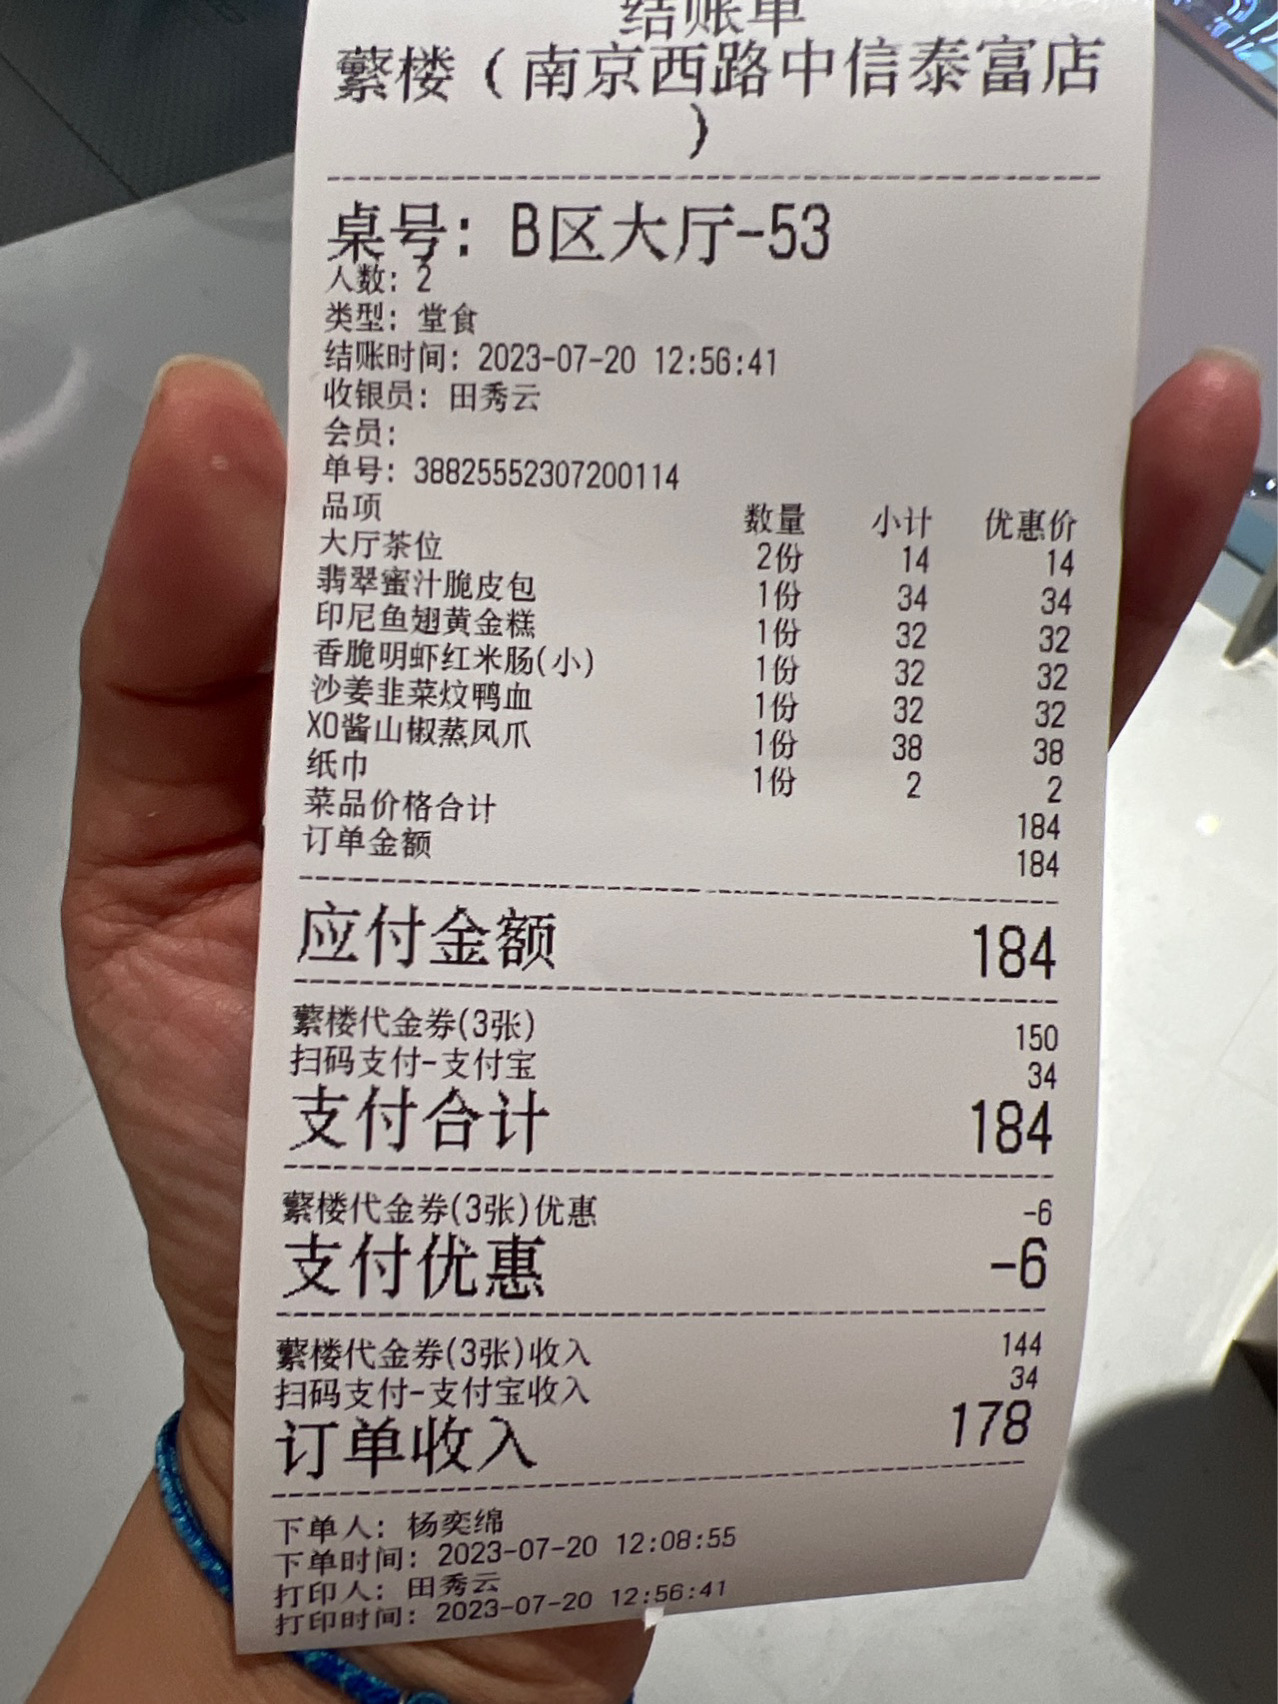 结账单
蘩楼（南京西路中信泰富店
）
桌号：B区大厅-53
人数：2
类型：堂食
结账时间：2023-07-20 12:56:41
收银员：田秀云
会员：
单号：38825552307200114
品项 数量 小计 优惠价
大厅茶位 2份 14 14
翡翠蜜汁脆皮包 1份 34 34
印尼鱼翅黄金糕 1份 32 32
香脆明虾红米肠(小) 1份 32 32
沙姜韭菜炆鸭血 1份 32 32
XO酱山椒蒸凤爪 1份 38 38
纸巾 1份 2 2
菜品价格合计 184
订单金额 184
应付金额 184
蘩楼代金券(3张) 150
扫码支付-支付宝 34
支付合计 184
蘩楼代金券(3张)优惠 -6
支付优惠 -6
蘩楼代金券(3张)收入 144
扫码支付-支付宝收入 34
订单收入 178
下单人：杨奕绵
下单时间：2023-07-20 12:08:55
打印人：田秀云
打印时间：2023-07-20 12:56:41